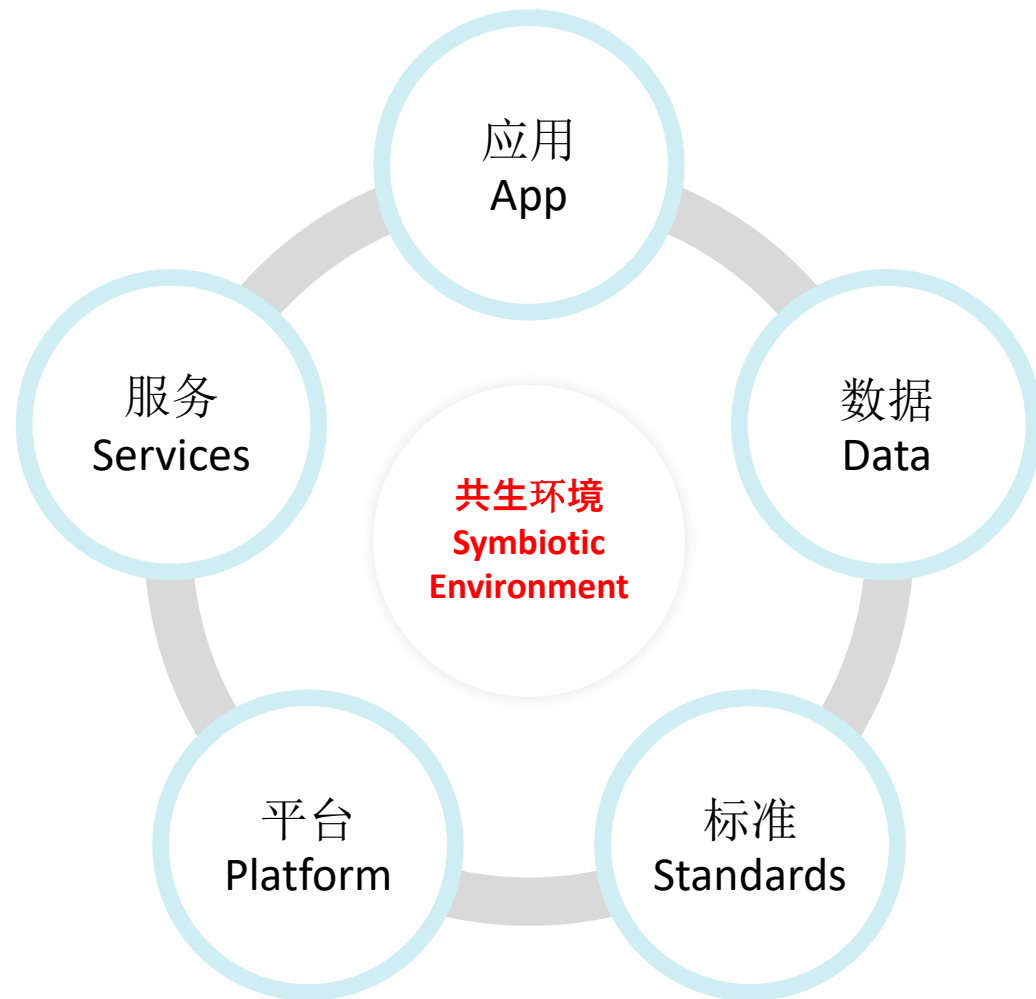 应用
App
数据
Data
标准
Standards
平台
Platform
服务
Services
共生环境
Symbiotic
Environment